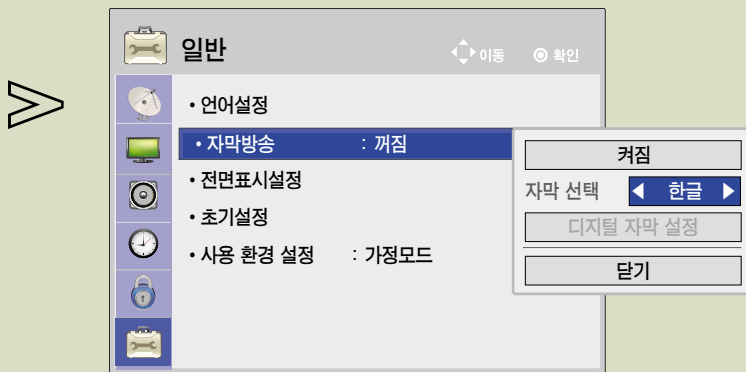 일반
이동 ◉ 확인
• 언어설정
• 자막방송 : 꺼짐
• 전면표시설정
• 초기설정
• 사용 환경 설정 : 가정모드
켜짐
자막 선택 ◀ 한글 ▶
디지털 자막 설정
닫기